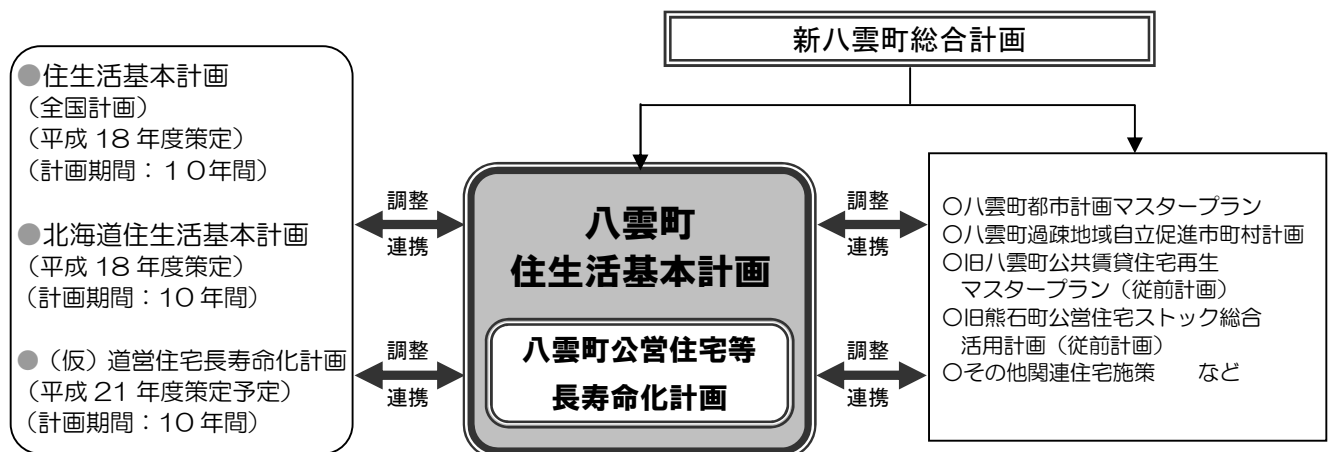 新八雲町総合計画
●住生活基本計画
（全国計画）
（平成 18 年度策定）
（計画期間：１０年間）
●北海道住生活基本計画
（平成 18 年度策定）
（計画期間：10 年間）
●（仮）道営住宅長寿命化計画
（平成 21 年度策定予定）
（計画期間：10 年間）
調整
連携
調整
連携
八雲町
住生活基本計画
八雲町公営住宅等
長寿命化計画
調整
連携
調整
連携
○八雲町都市計画マスタープラン
○八雲町過疎地域自立促進市町村計画
○旧八雲町公共賃貸住宅再生
マスタープラン（従前計画）
○旧熊石町公営住宅ストック総合
活用計画（従前計画）
○その他関連住宅施策　　など